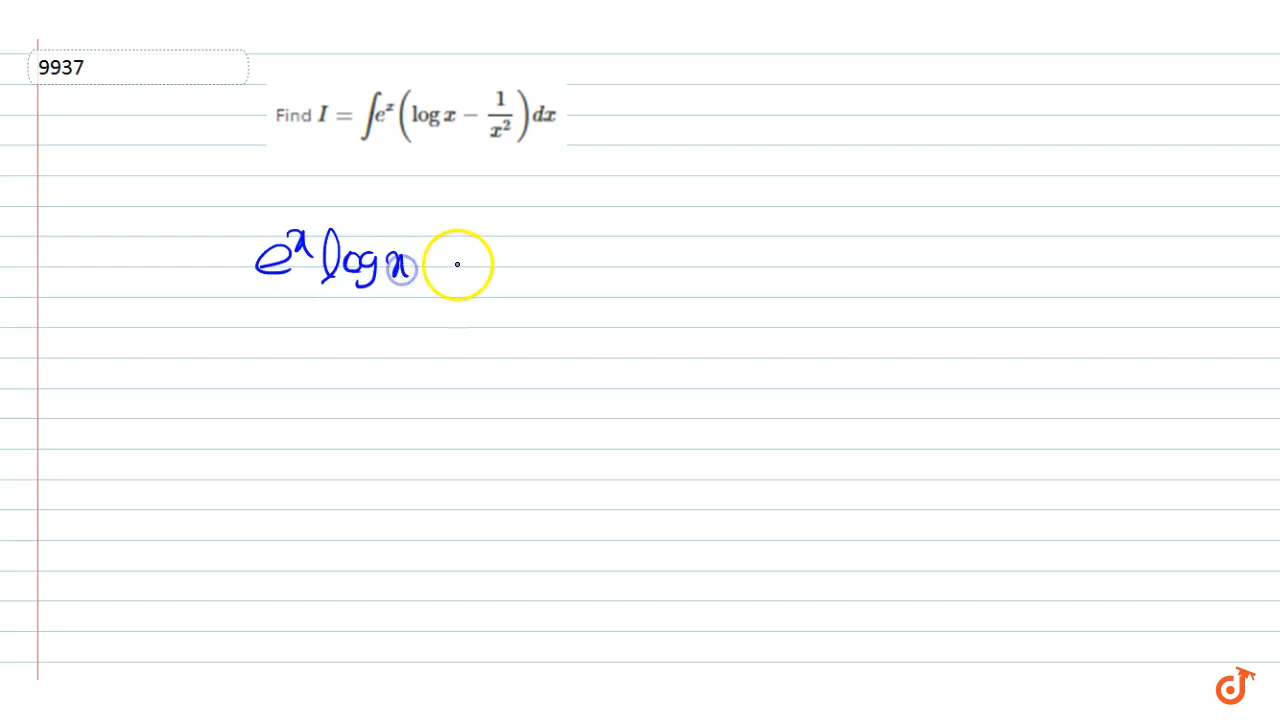 9937
Find I = ∫e^x (log x − 1/x²) dx
e^x log x